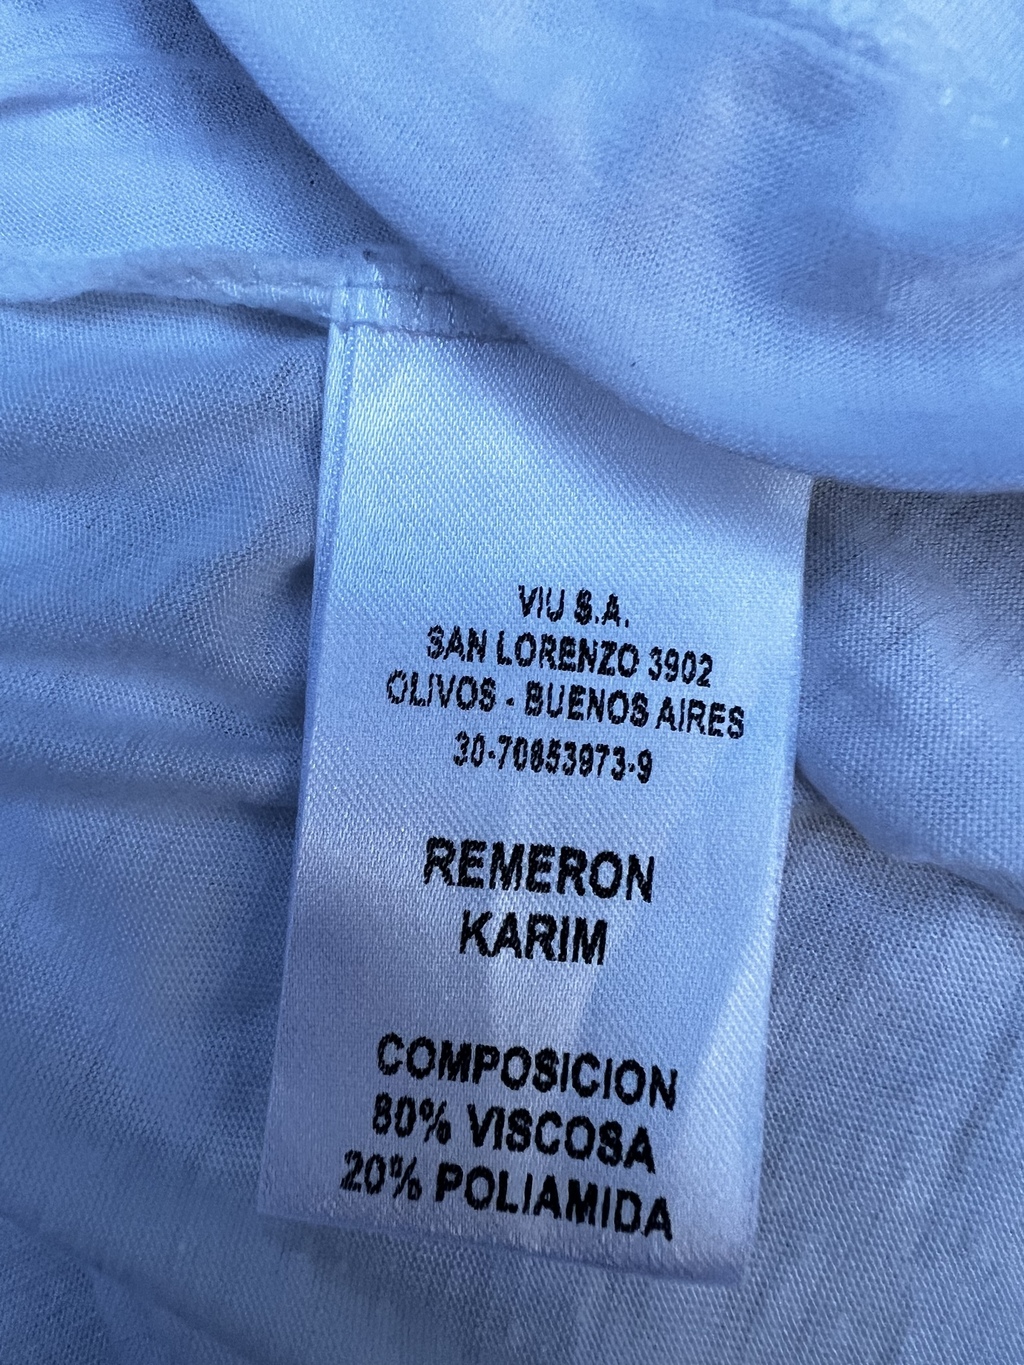 VIU S.A.
SAN LORENZO 3902
OLIVOS - BUENOS AIRES
30-70853973-9
REMERON
KARIM
COMPOSICION
80% VISCOSA
20% POLIAMIDA